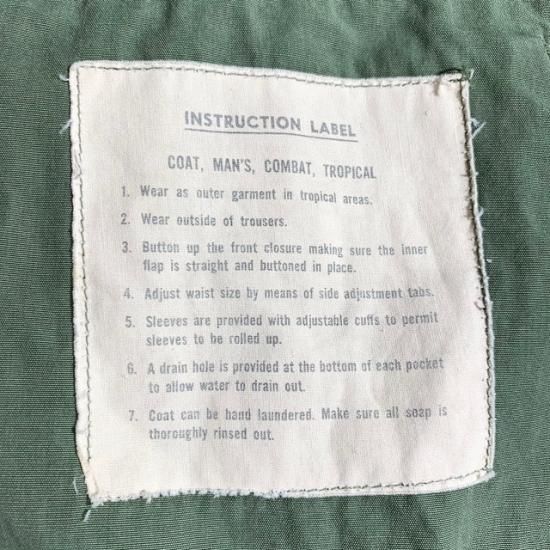 INSTRUCTION LABEL
COAT, MAN'S, COMBAT, TROPICAL
1. Wear as outer garment in tropical areas.
2. Wear outside of trousers.
3. Button up the front closure making sure the inner
flap is straight and buttoned in place.
4. Adjust waist size by means of side adjustment tabs.
5. Sleeves are provided with adjustable cuffs to permit
sleeves to be rolled up.
6. A drain hole is provided at the bottom of each pocket
to allow water to drain out.
7. Coat can be hand laundered. Make sure all soap is
thoroughly rinsed out.